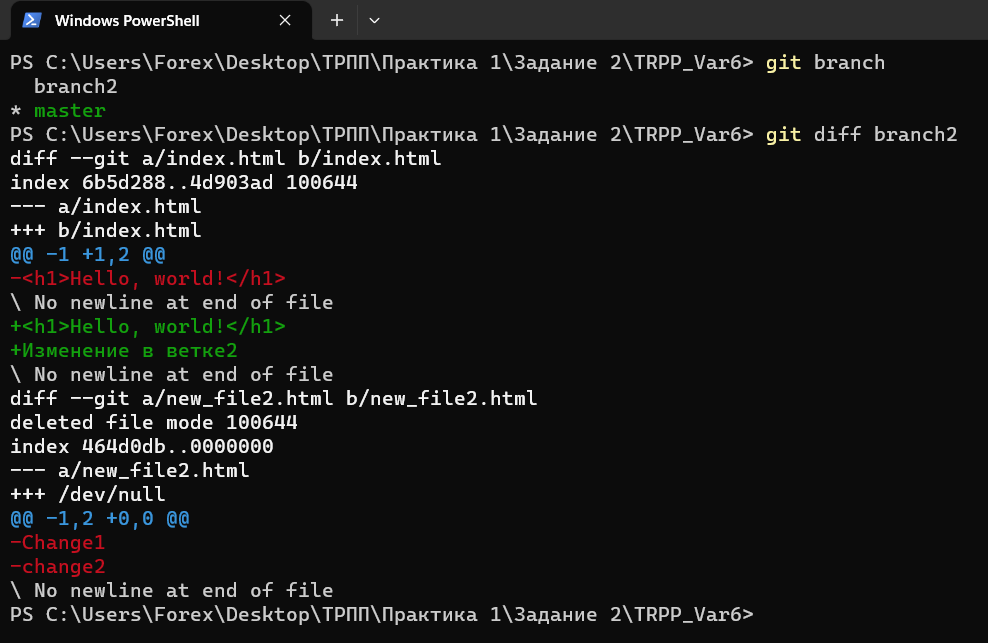 Windows PowerShell
PS C:\Users\Forex\Desktop\ТРПП\Практика 1\Задание 2\TRPP_Var6> git branch
  branch2
* master
PS C:\Users\Forex\Desktop\ТРПП\Практика 1\Задание 2\TRPP_Var6> git diff branch2
diff --git a/index.html b/index.html
index 6b5d288..4d903ad 100644
--- a/index.html
+++ b/index.html
@@ -1 +1,2 @@
-<h1>Hello, world!</h1>
\ No newline at end of file
+<h1>Hello, world!</h1>
+Изменение в ветке2
\ No newline at end of file
diff --git a/new_file2.html b/new_file2.html
deleted file mode 100644
index 464d0db..0000000
--- a/new_file2.html
+++ /dev/null
@@ -1,2 +0,0 @@
-Change1
-change2
\ No newline at end of file
PS C:\Users\Forex\Desktop\ТРПП\Практика 1\Задание 2\TRPP_Var6>